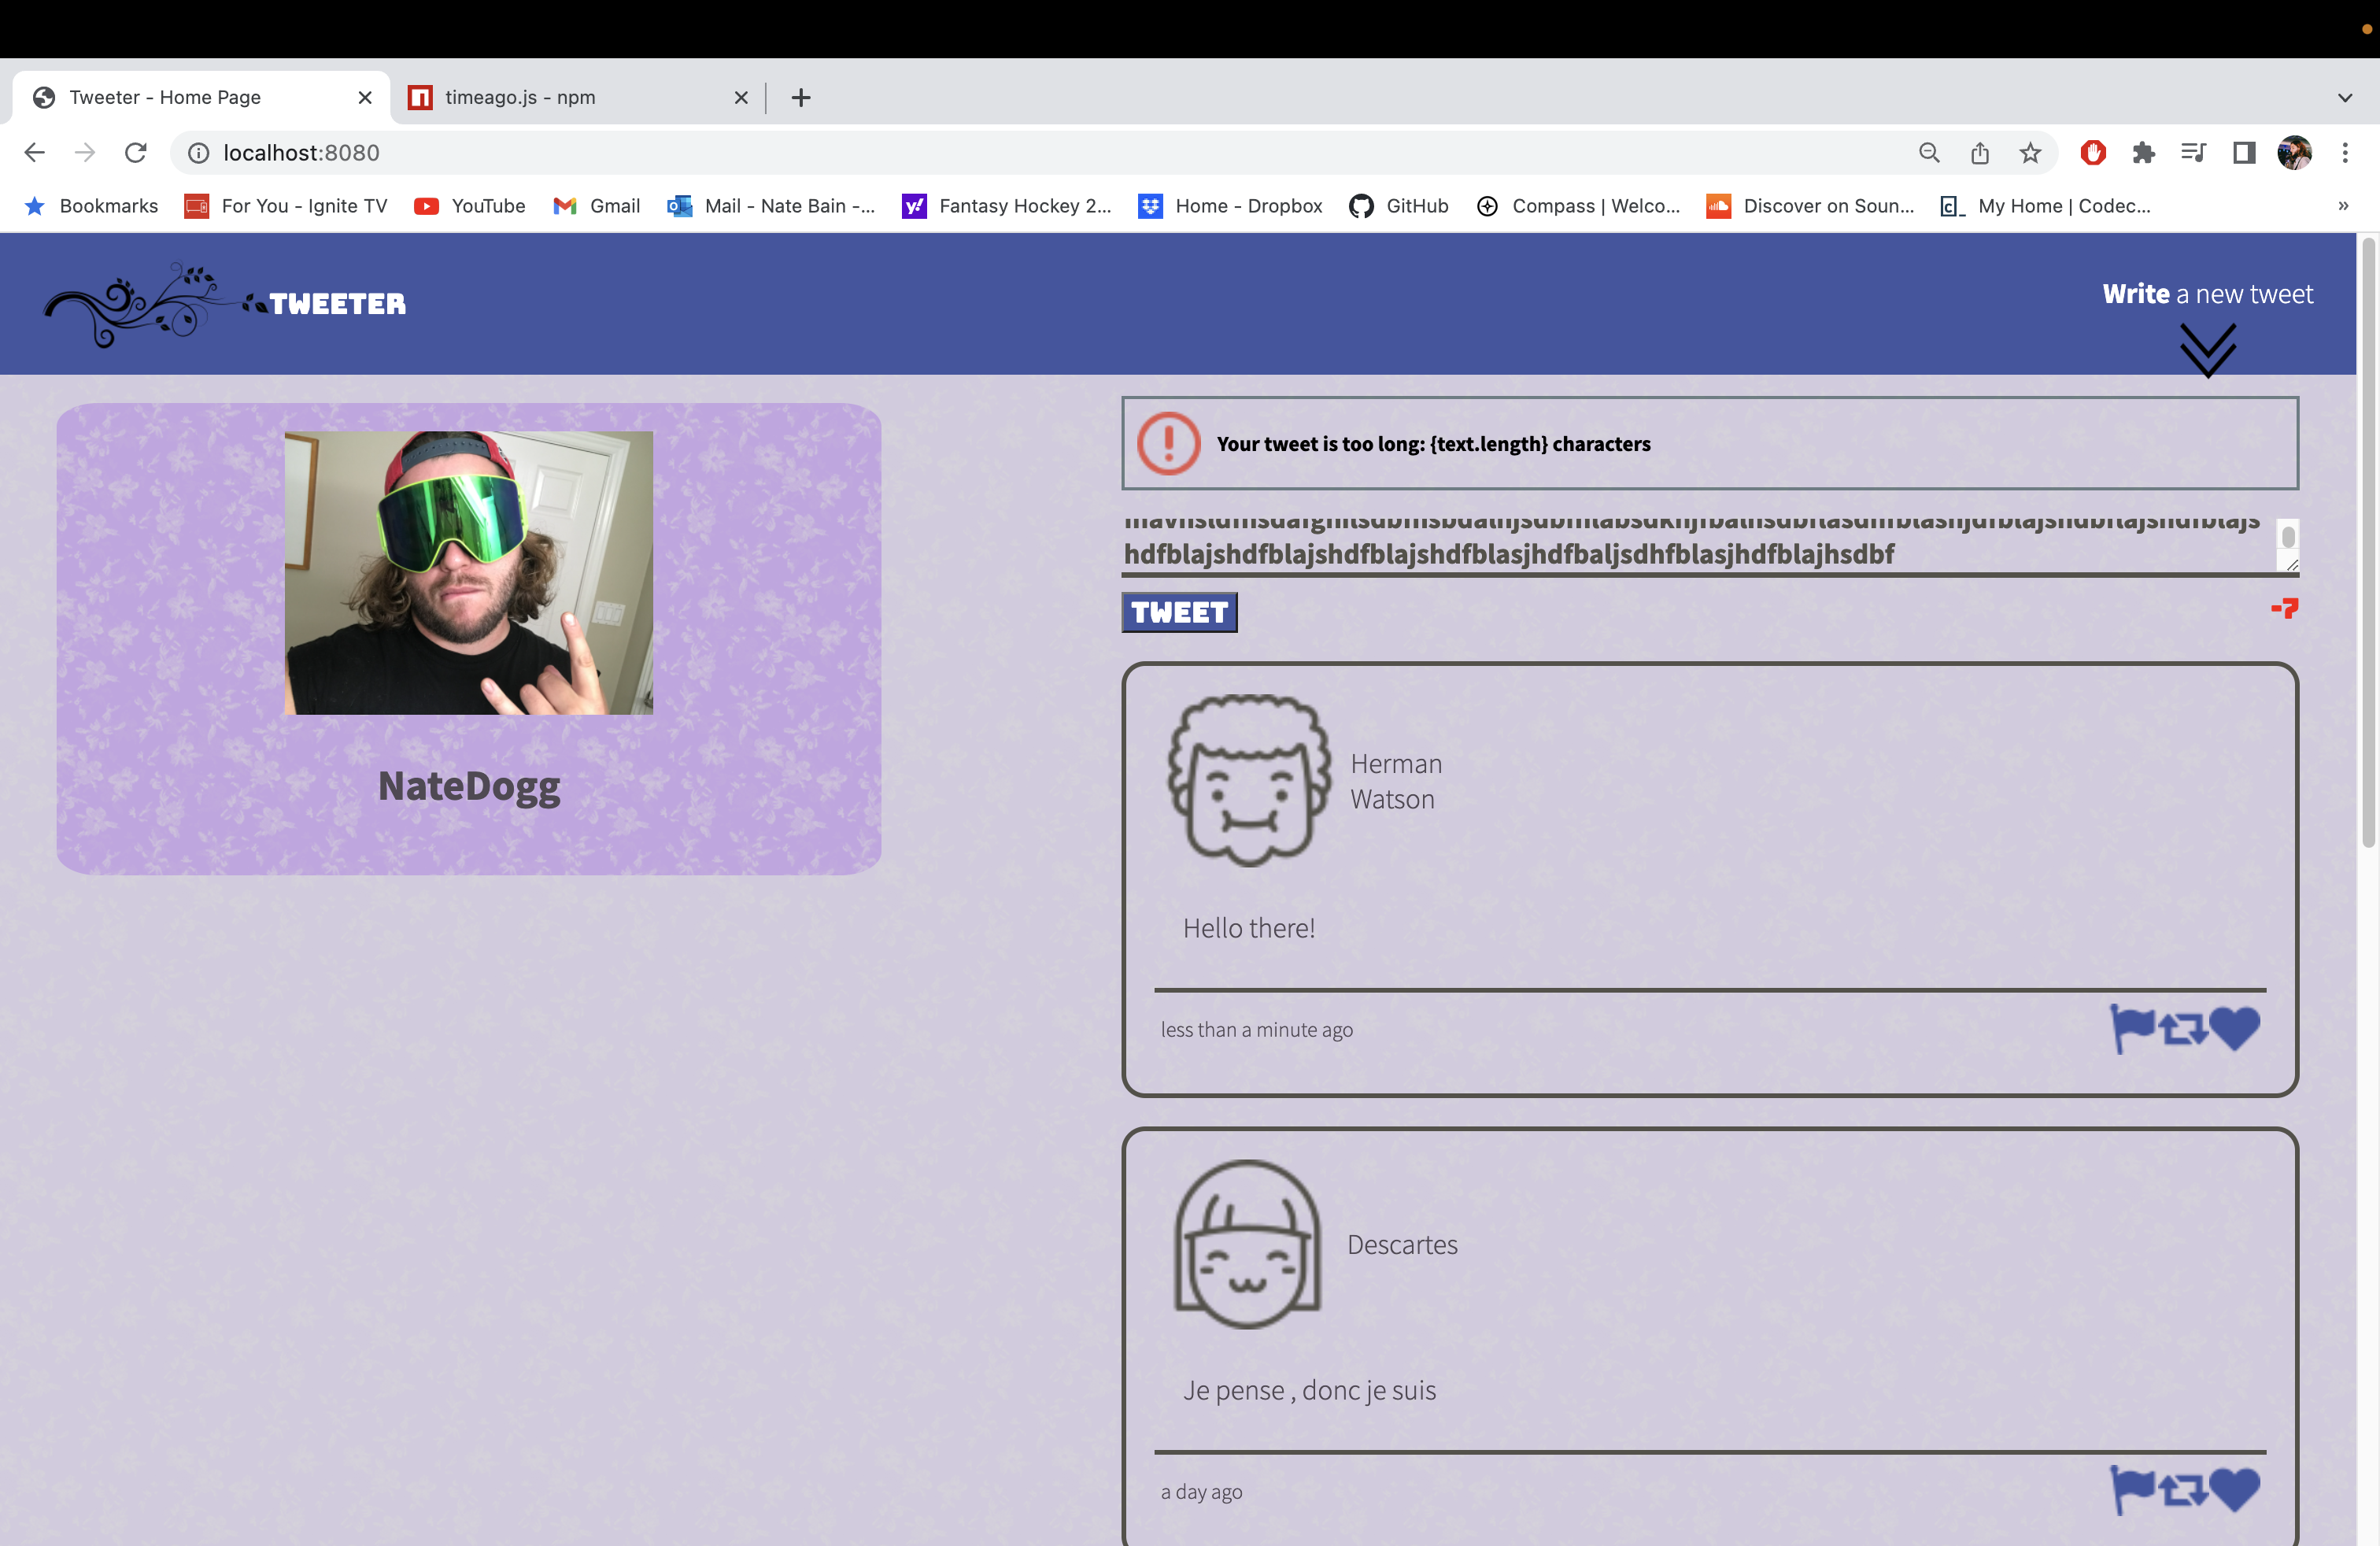 Tweeter - Home Page
timeago.js - npm
localhost:8080
Bookmarks
For You - Ignite TV
YouTube
Gmail
Mail - Nate Bain -...
Fantasy Hockey 2...
Home - Dropbox
GitHub
Compass | Welco...
Discover on Soun...
My Home | Codec...
»
TWEETER
Write a new tweet
Your tweet is too long: {text.length} characters
hdfblajshdfblajshdfblajshdfblasjhdfbaljsdhfblasjhdfblajhsdbf
TWEET
-7
NateDogg
Herman
Watson
Hello there!
less than a minute ago
Descartes
Je pense , donc je suis
a day ago